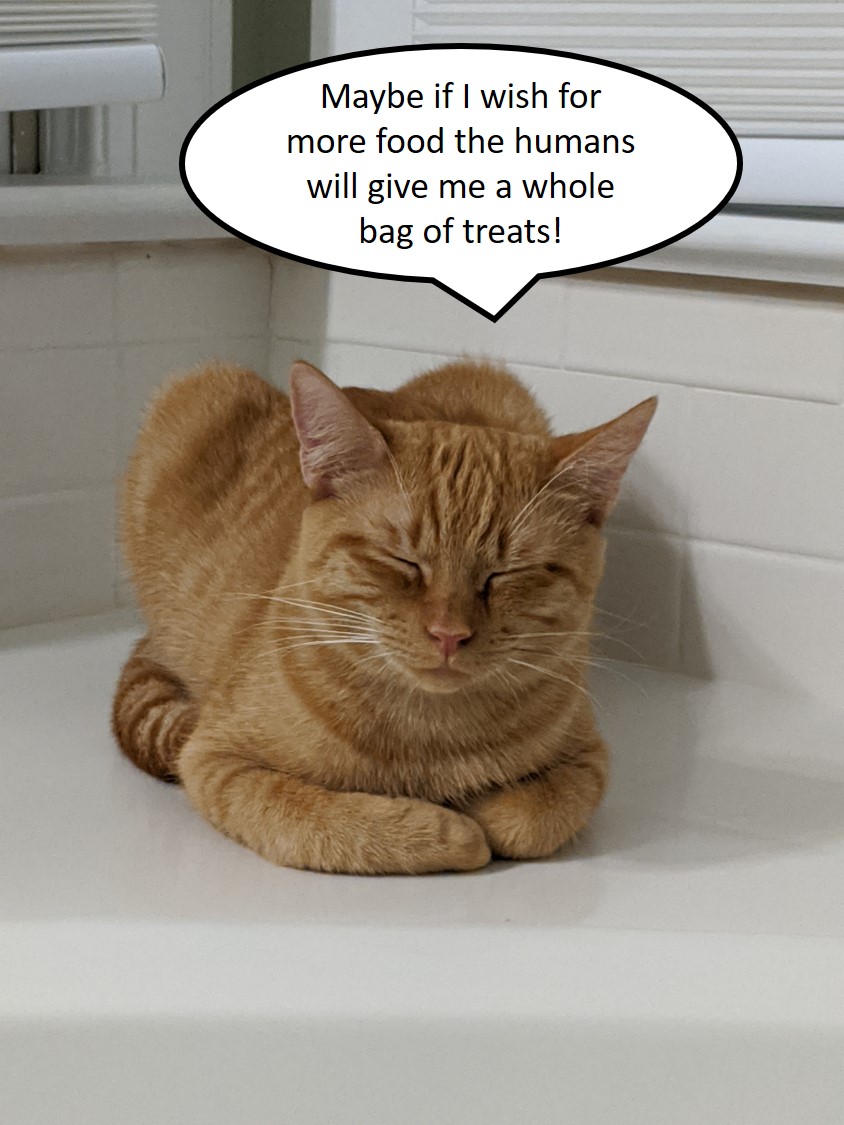 Maybe if I wish for
more food the humans
will give me a whole
bag of treats!